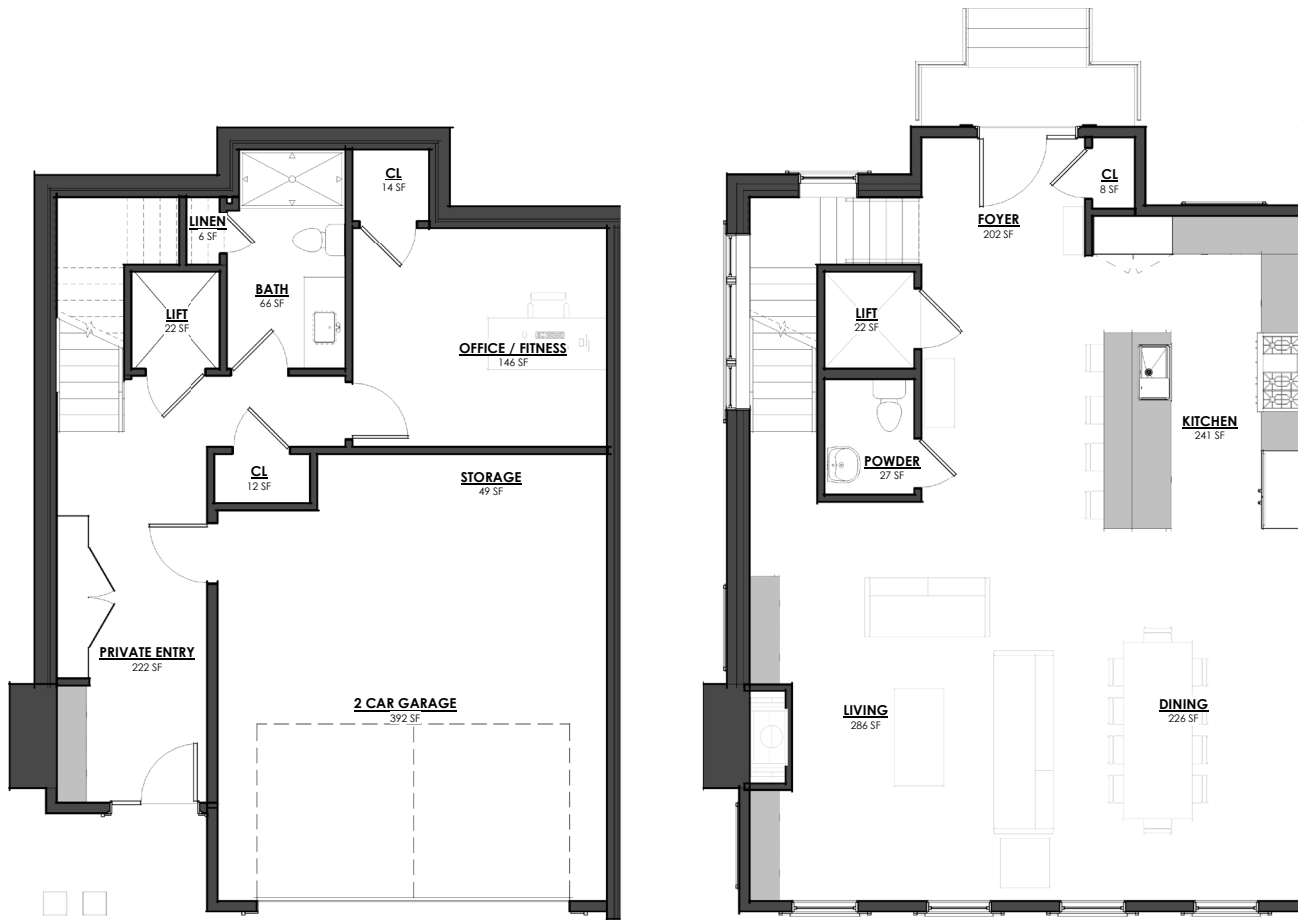 CL
14 SF
LINEN
6 SF
BATH
66 SF
LIFT
22 SF
OFFICE / FITNESS
146 SF
CL
12 SF
STORAGE
49 SF
PRIVATE ENTRY
222 SF
2 CAR GARAGE
392 SF
CL
8 SF
FOYER
202 SF
LIFT
22 SF
KITCHEN
241 SF
POWDER
27 SF
LIVING
286 SF
DINING
226 SF